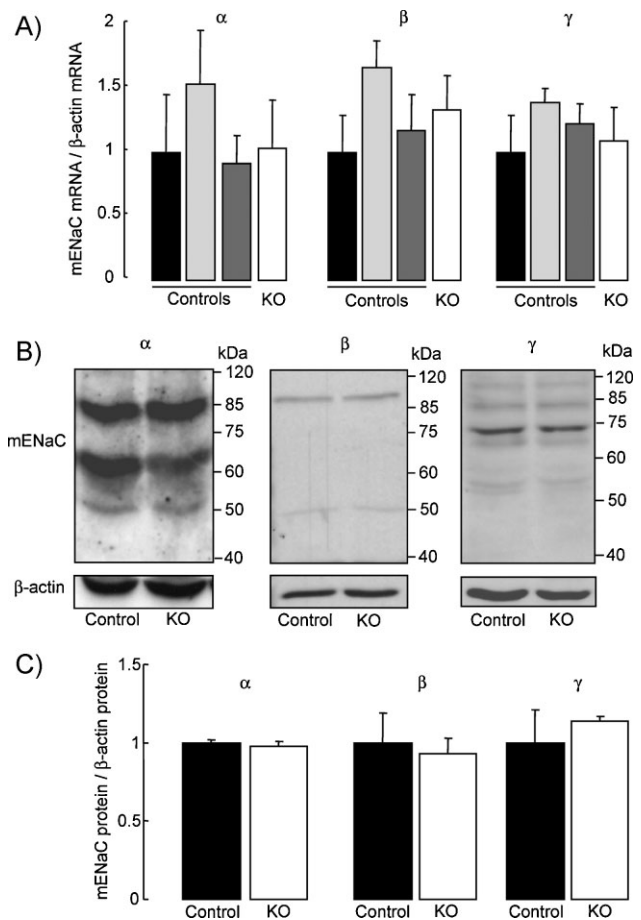 A)
mENaC mRNA / β-actin mRNA
2
1.5
1
0.5
0
α
β
γ
Controls
KO
Controls
KO
Controls
KO
B)
α
β
γ
mENaC
kDa
120
85
75
60
50
40
kDa
120
85
75
60
50
40
kDa
120
85
75
60
50
40
β-actin
Control
KO
Control
KO
Control
KO
C)
mENaC protein / β-actin protein
1.5
1
0.5
0
α
β
γ
Control
KO
Control
KO
Control
KO